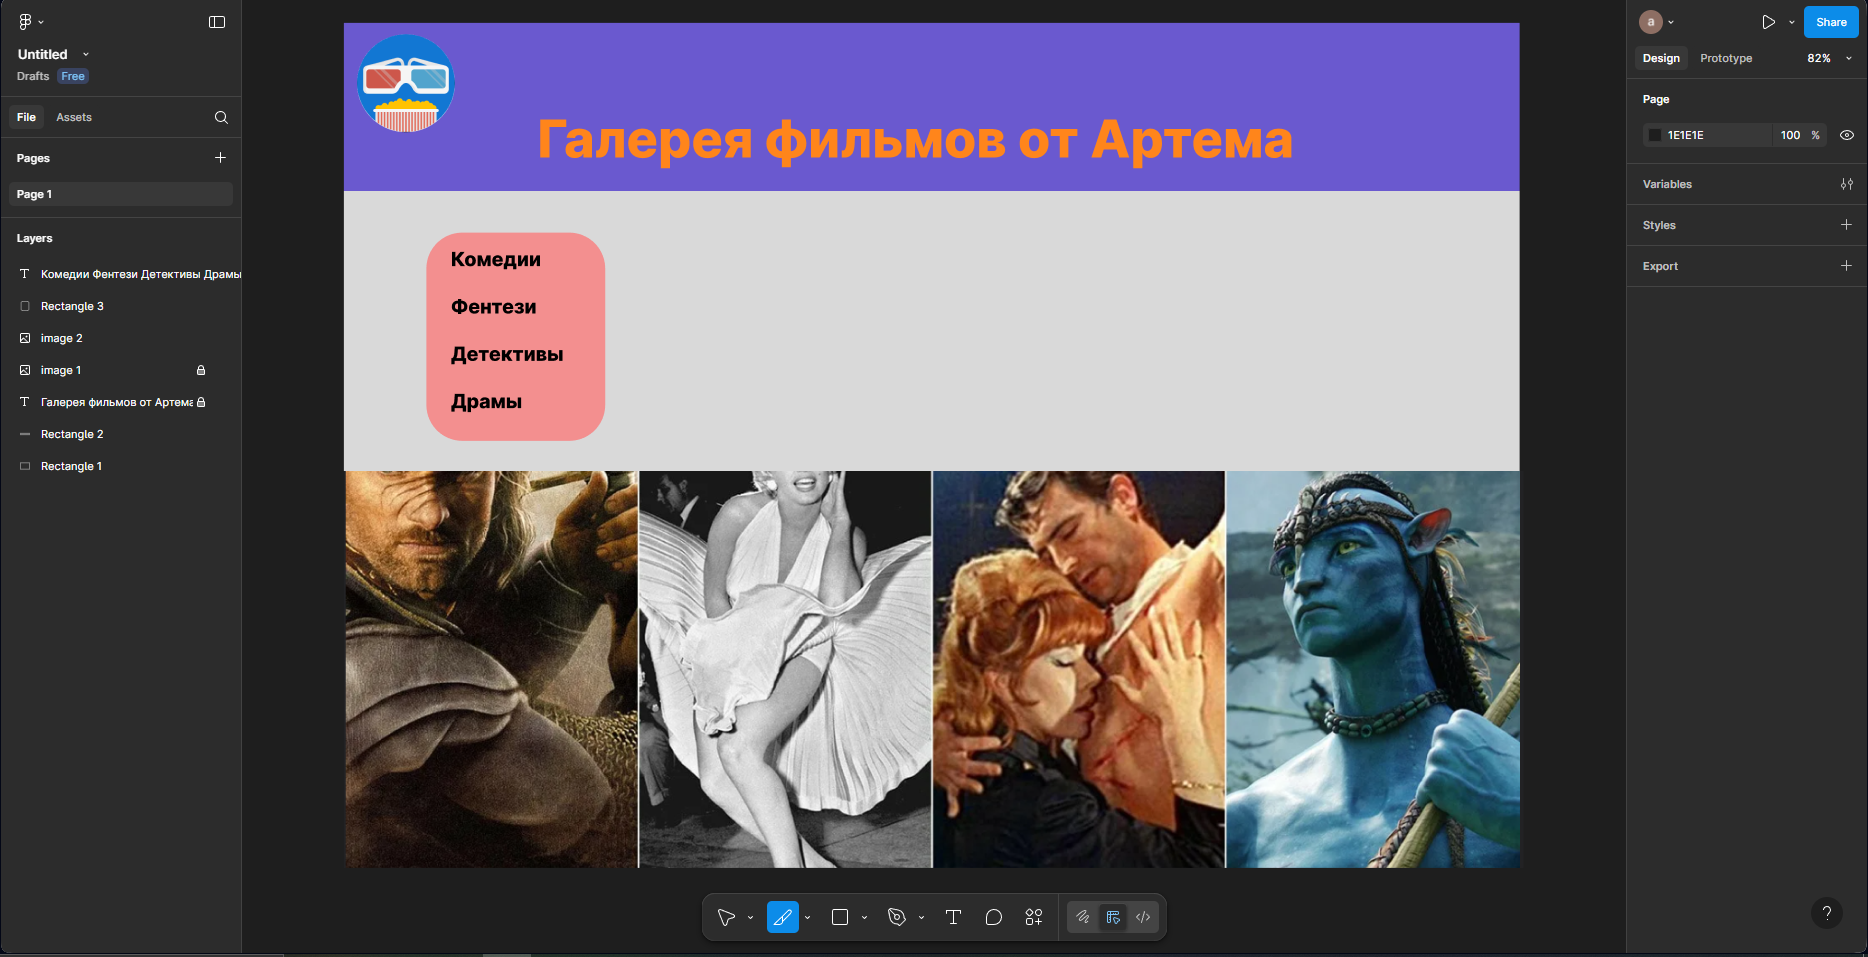 Untitled
Drafts Free
File Assets
Pages
Page 1
Layers
Комедии Фентези Детективы Драмы
Rectangle 3
image 2
image 1
Галерея фильмов от Артема
Rectangle 2
Rectangle 1
Галерея фильмов от Артема
Комедии
Фентези
Детективы
Драмы
a
Share
Design Prototype 82%
Page
1E1E1E 100 %
Variables
Styles
Export
?